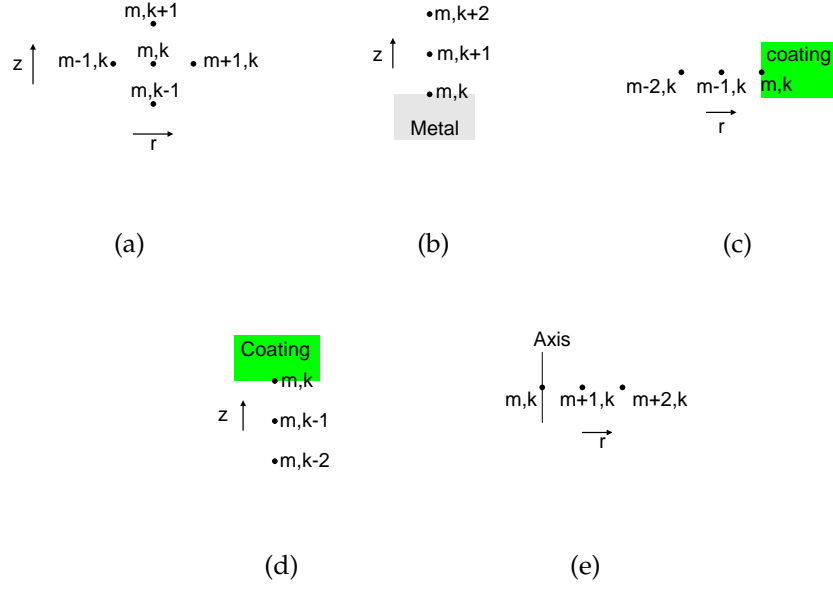 m,k+1
z
m-1,k
m,k
m+1,k
m,k-1
r
(a)
m,k+2
z
m,k+1
m,k
Metal
(b)
coating
m-2,k
m-1,k
m,k
r
(c)
Coating
m,k
z
m,k-1
m,k-2
(d)
Axis
m,k
m+1,k
m+2,k
r
(e)